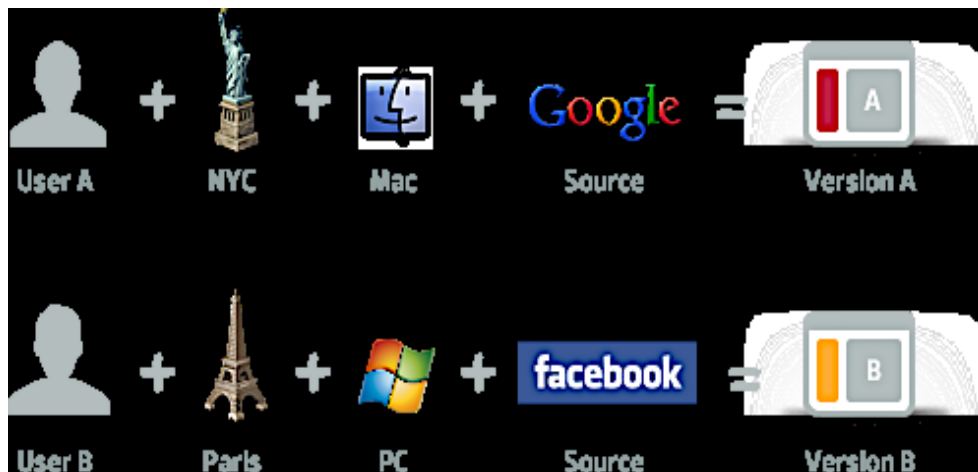 Google
A
User A NYC Mac Source Version A
facebook
B
User B Paris PC Source Version B